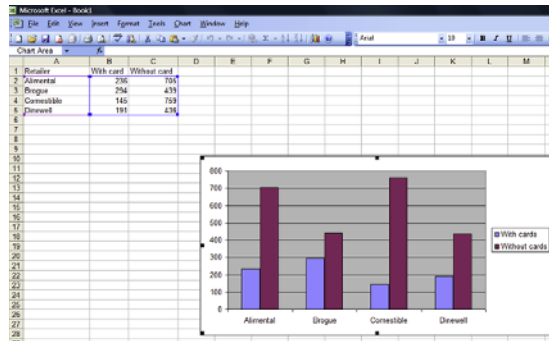 Microsoft Excel - Book1
File Edit View Insert Format Tools Chart Window Help
Arial 10 B I U
Chart Area fx
A B C D E F G H I J K L M
1 Retailer With card Without card
2 Alimental 236 705
3 Brogue 294 439
4 Comestible 145 759
5 Dinewell 191 436
6
7
8
9
10
11
12
13
14
15
16
17
18
19
20
21
22
23
24
25
26
27
28
800
700
600
500
400
300
200
100
0
Alimental Brogue Comestible Dinewell
With cards
Without cards